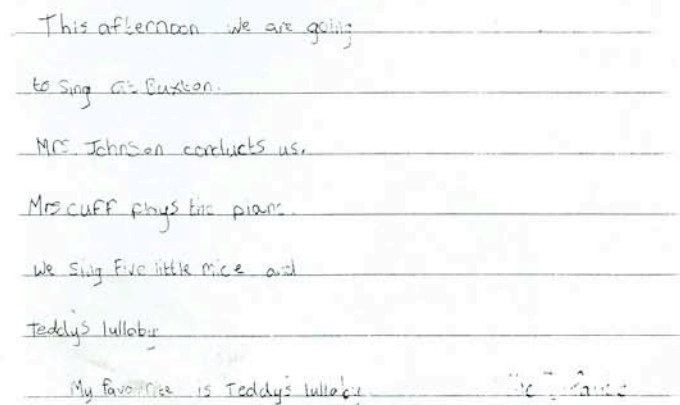 This afternoon we are going
to sing at Buxton.
Mrs. Johnson conducts us.
Mrs Cuff plays the piano.
We sing Five little mice and
Teddy's lullaby
My favourite is Teddy's lullaby